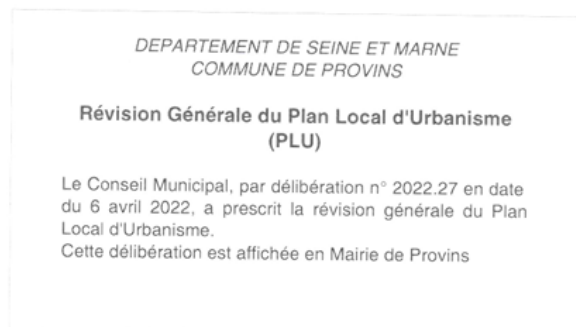 DEPARTEMENT DE SEINE ET MARNE
COMMUNE DE PROVINS
Révision Générale du Plan Local d'Urbanisme
(PLU)
Le Conseil Municipal, par délibération n° 2022.27 en date
du 6 avril 2022, a prescrit la révision générale du Plan
Local d'Urbanisme.
Cette délibération est affichée en Mairie de Provins